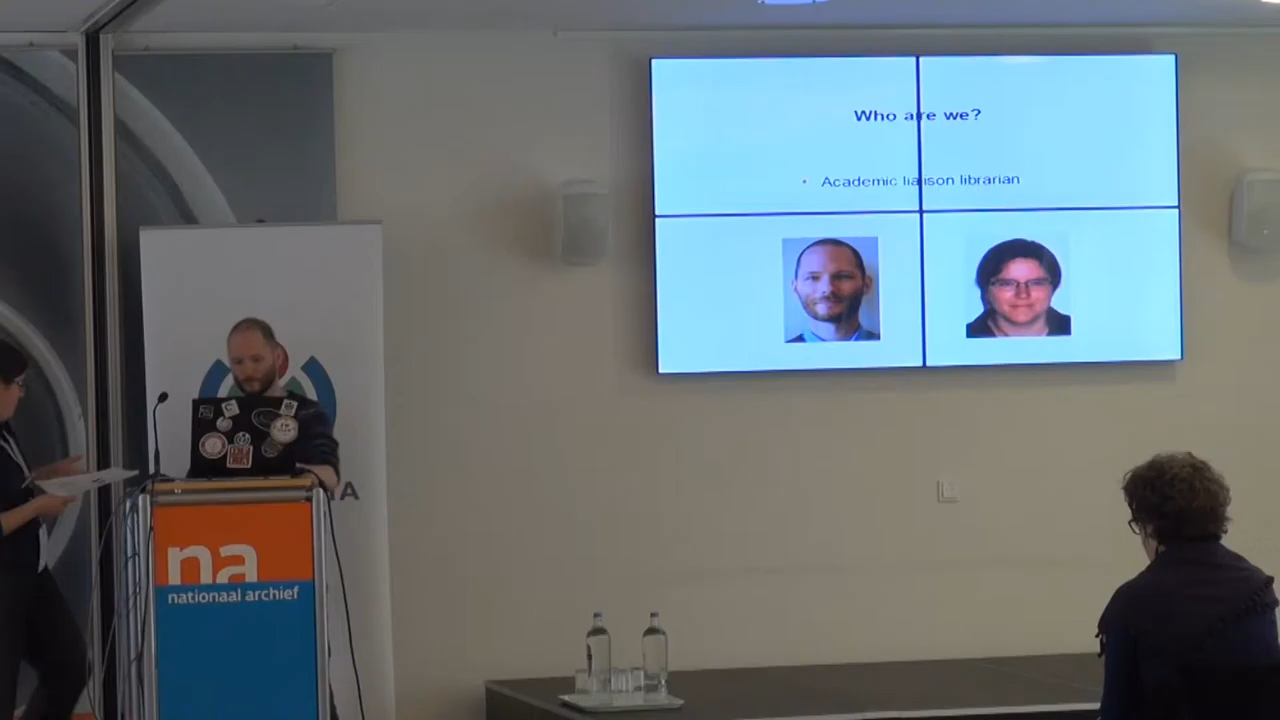 Who are we?
• Academic liaison librarian
A
na
nationaal archief